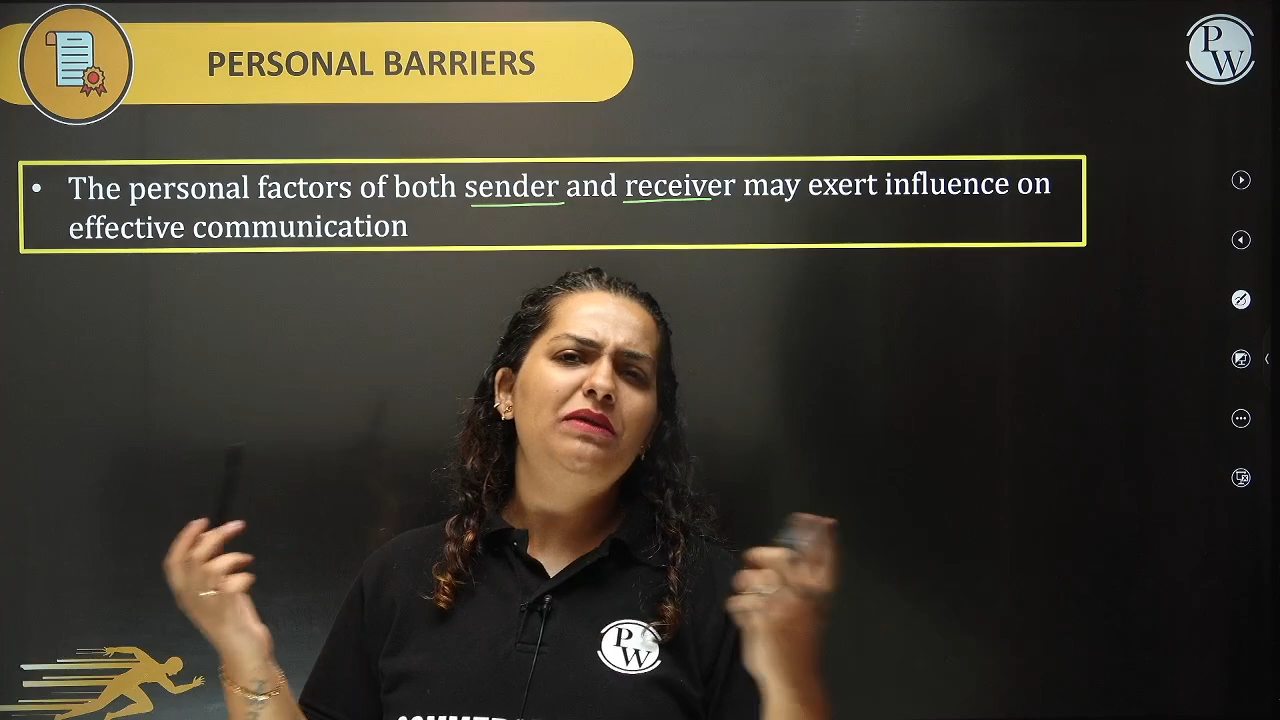 PERSONAL BARRIERS
PW
• The personal factors of both sender and receiver may exert influence on
effective communication
PW